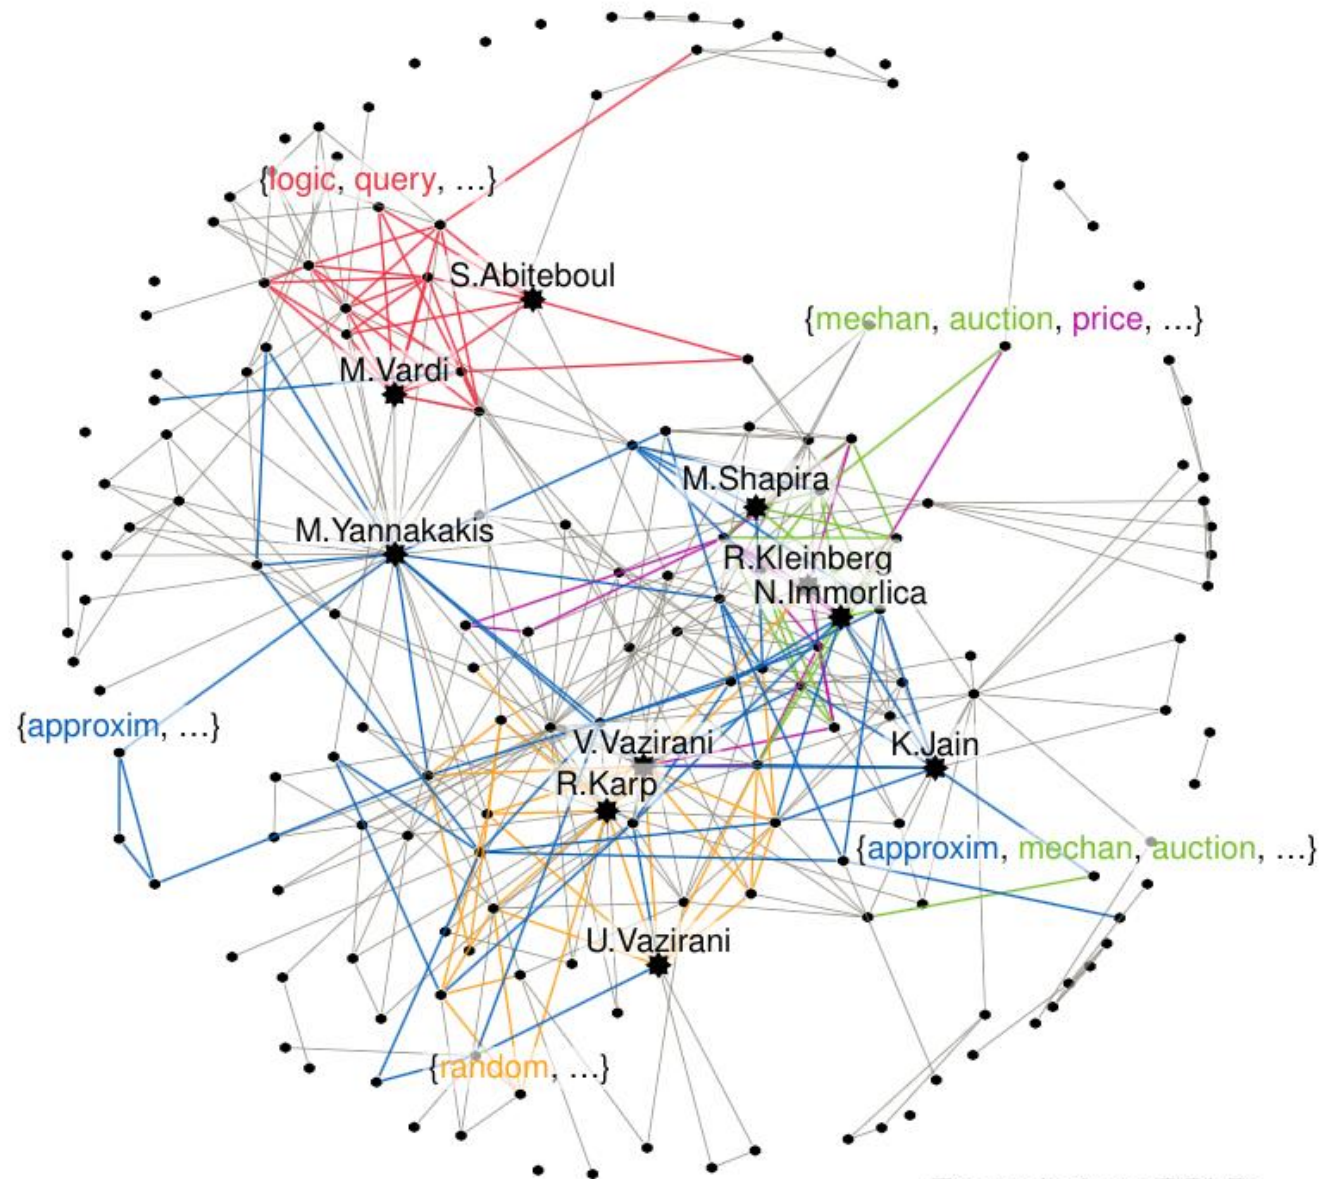 {logic, query, …}
S.Abiteboul
{mechan, auction, price, …}
M.Vardi
M.Shapira
M.Yannakakis
R.Kleinberg
N.Immorlica
{approxim, …}
V.Vazirani
K.Jain
R.Karp
{approxim, mechan, auction, …}
U.Vazirani
{random, …}